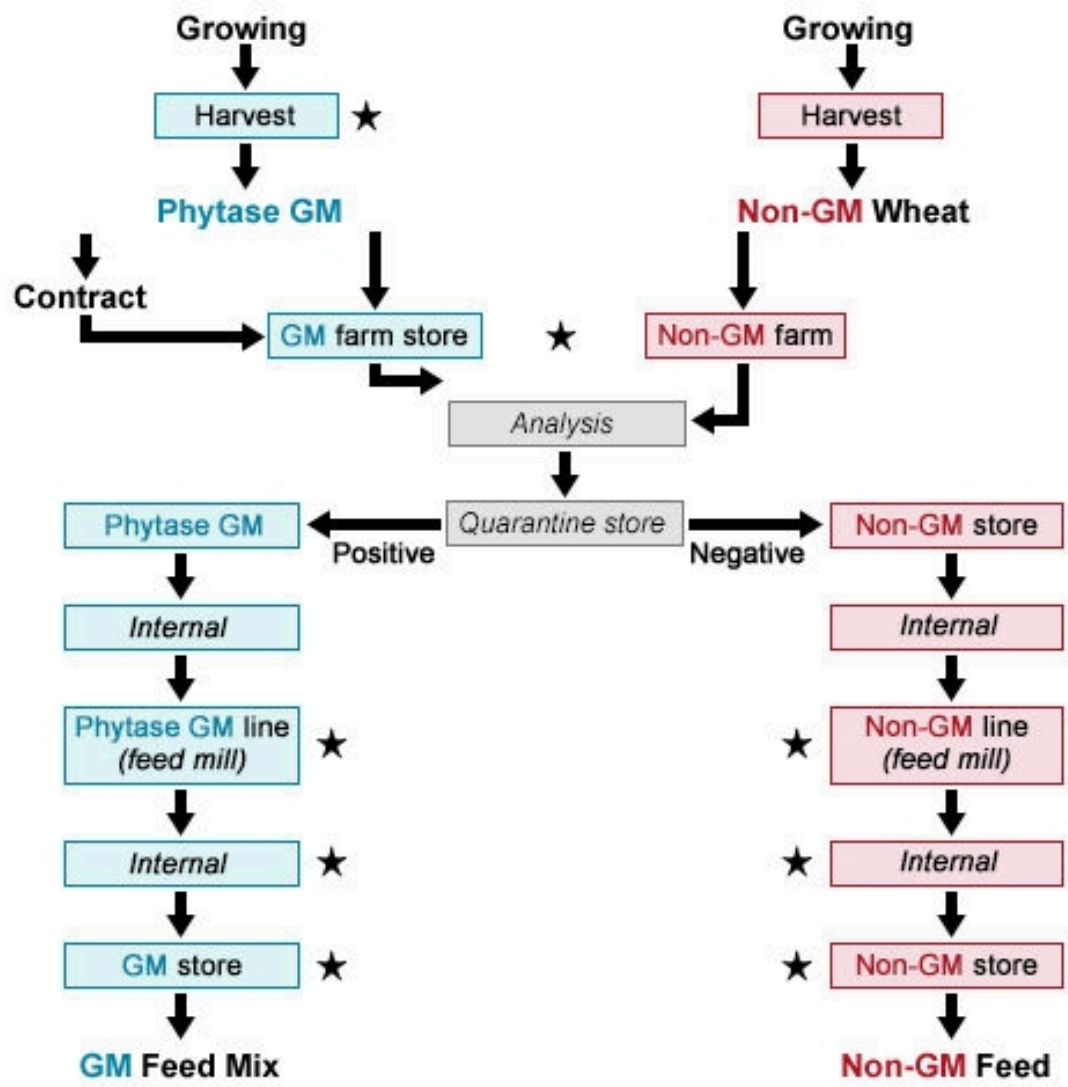 Growing
Growing
Harvest
Harvest
Phytase GM
Non-GM Wheat
Contract
GM farm store
Non-GM farm
Analysis
Phytase GM
Quarantine store
Non-GM store
Positive
Negative
Internal
Internal
Phytase GM line
(feed mill)
Non-GM line
(feed mill)
Internal
Internal
GM store
Non-GM store
GM Feed Mix
Non-GM Feed